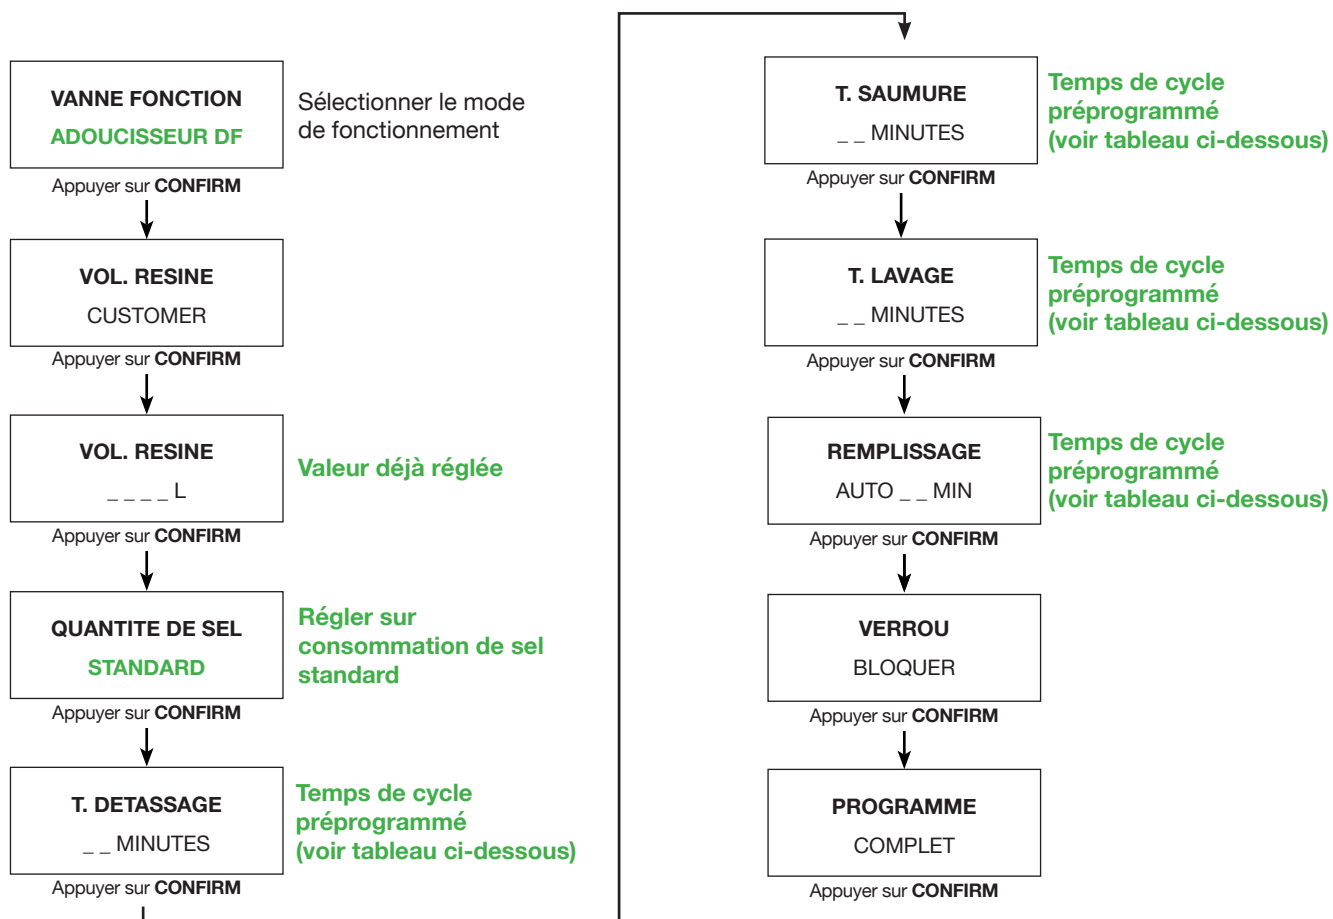 VANNE FONCTION
ADOUCISSEUR DF
Sélectionner le mode
de fonctionnement
Appuyer sur CONFIRM
VOL. RESINE
CUSTOMER
Appuyer sur CONFIRM
VOL. RESINE
_ _ _ _ L
Valeur déjà réglée
Appuyer sur CONFIRM
QUANTITE DE SEL
STANDARD
Régler sur
consommation de sel
standard
Appuyer sur CONFIRM
T. DETASSAGE
_ _ MINUTES
Temps de cycle
préprogrammé
(voir tableau ci-dessous)
Appuyer sur CONFIRM
T. SAUMURE
_ _ MINUTES
Temps de cycle
préprogrammé
(voir tableau ci-dessous)
Appuyer sur CONFIRM
T. LAVAGE
_ _ MINUTES
Temps de cycle
préprogrammé
(voir tableau ci-dessous)
Appuyer sur CONFIRM
REMPLISSAGE
AUTO _ _ MIN
Temps de cycle
préprogrammé
(voir tableau ci-dessous)
Appuyer sur CONFIRM
VERROU
BLOQUER
Appuyer sur CONFIRM
PROGRAMME
COMPLET
Appuyer sur CONFIRM